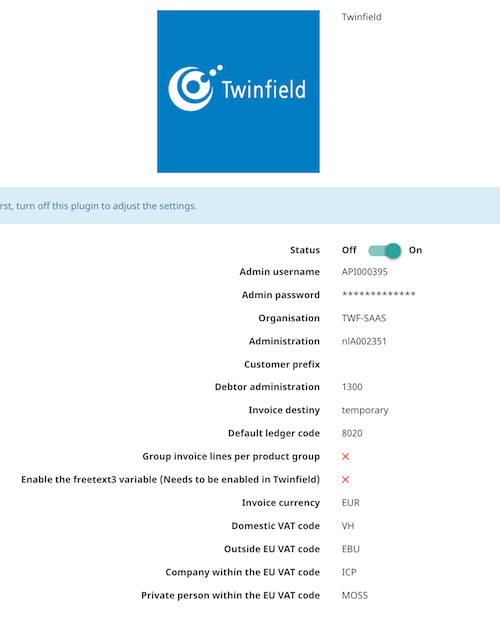 Twinfield
Twinfield
rst, turn off this plugin to adjust the settings.
Status Off On
Admin username API000395
Admin password *************
Organisation TWF-SAAS
Administration nlA002351
Customer prefix
Debtor administration 1300
Invoice destiny temporary
Default ledger code 8020
Group invoice lines per product group
Enable the freetext3 variable (Needs to be enabled in Twinfield)
Invoice currency EUR
Domestic VAT code VH
Outside EU VAT code EBU
Company within the EU VAT code ICP
Private person within the EU VAT code MOSS